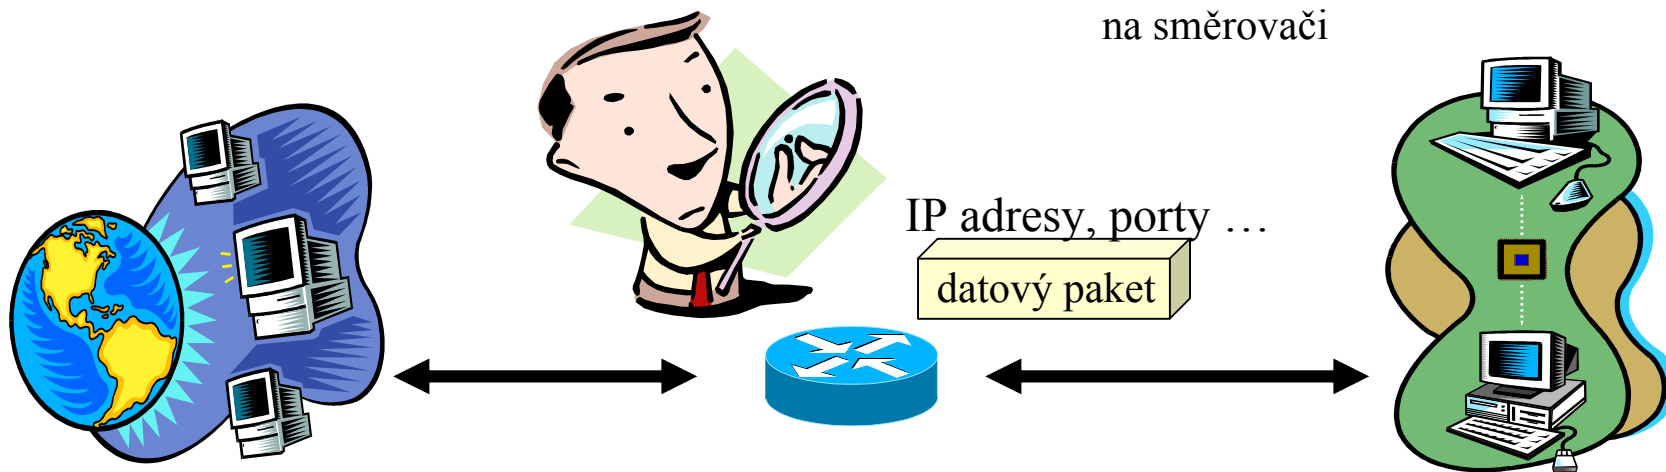 na směrovači
IP adresy, porty …
datový paket